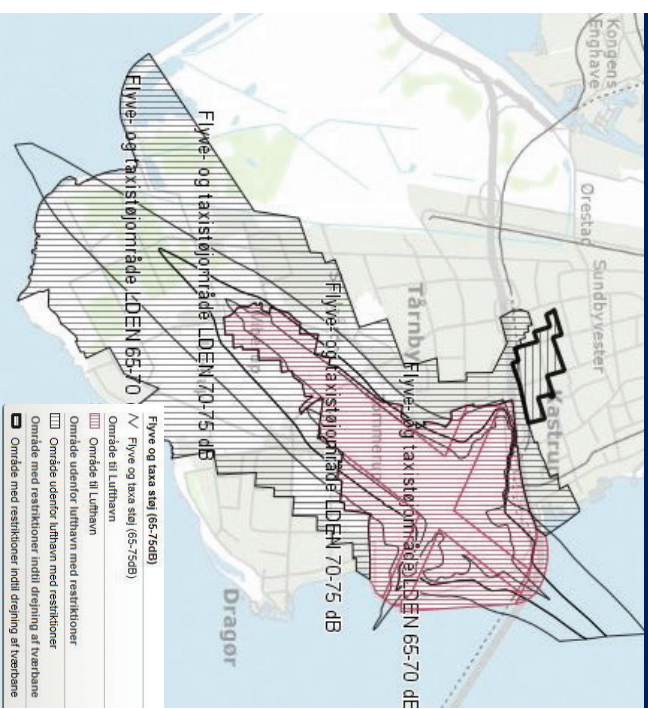 Kongens
Enghave
Ørestad
Sundbyvester
Kastru
Tårnby
Flyve- og taxistøjområde LDEN 65-70 dB
Flyve- og taxistøjområde LDEN 70-75 dB
Flyve- og taxistøjområde LDEN 70-75 dB
Flyve- og taxistøjområde LDEN 65-70
Dragør
Flyve og taxa støj (65-75dB)
Flyve og taxa støj (65-75dB)
Område til Lufthavn
Område til Lufthavn
Område udenfor lufthavn med restriktioner
Område udenfor lufthavn med restriktioner
Område med restriktioner indtil drejning af tværbane
Område med restriktioner indtil drejning af tværbane